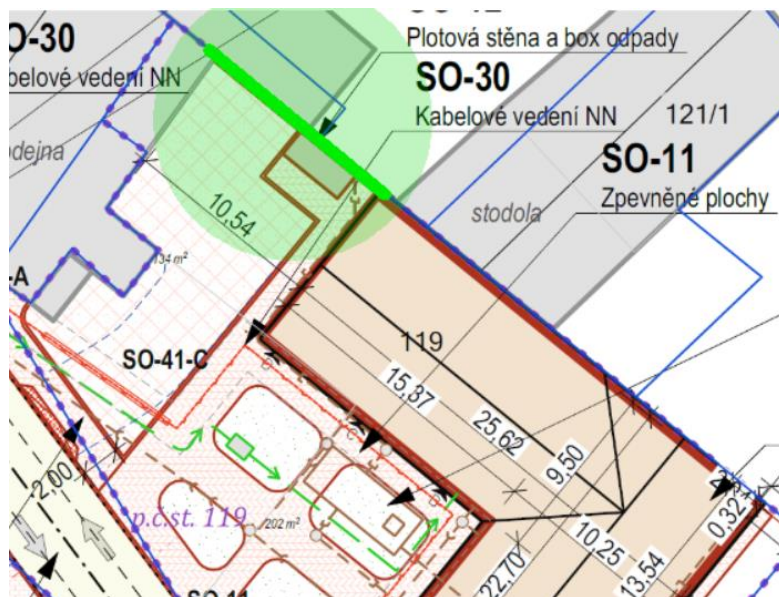 SO-30
Kabelové vedení NN
Plotová stěna a box odpady
SO-30
Kabelové vedení NN
121/1
SO-11
Zpevněné plochy
stodola
10,54
134 m²
-A
SO-41-C
119
15,37
25,62
9,50
2,00
p.č.st. 119
202 m²
10,25
22,70
13,54
0,32